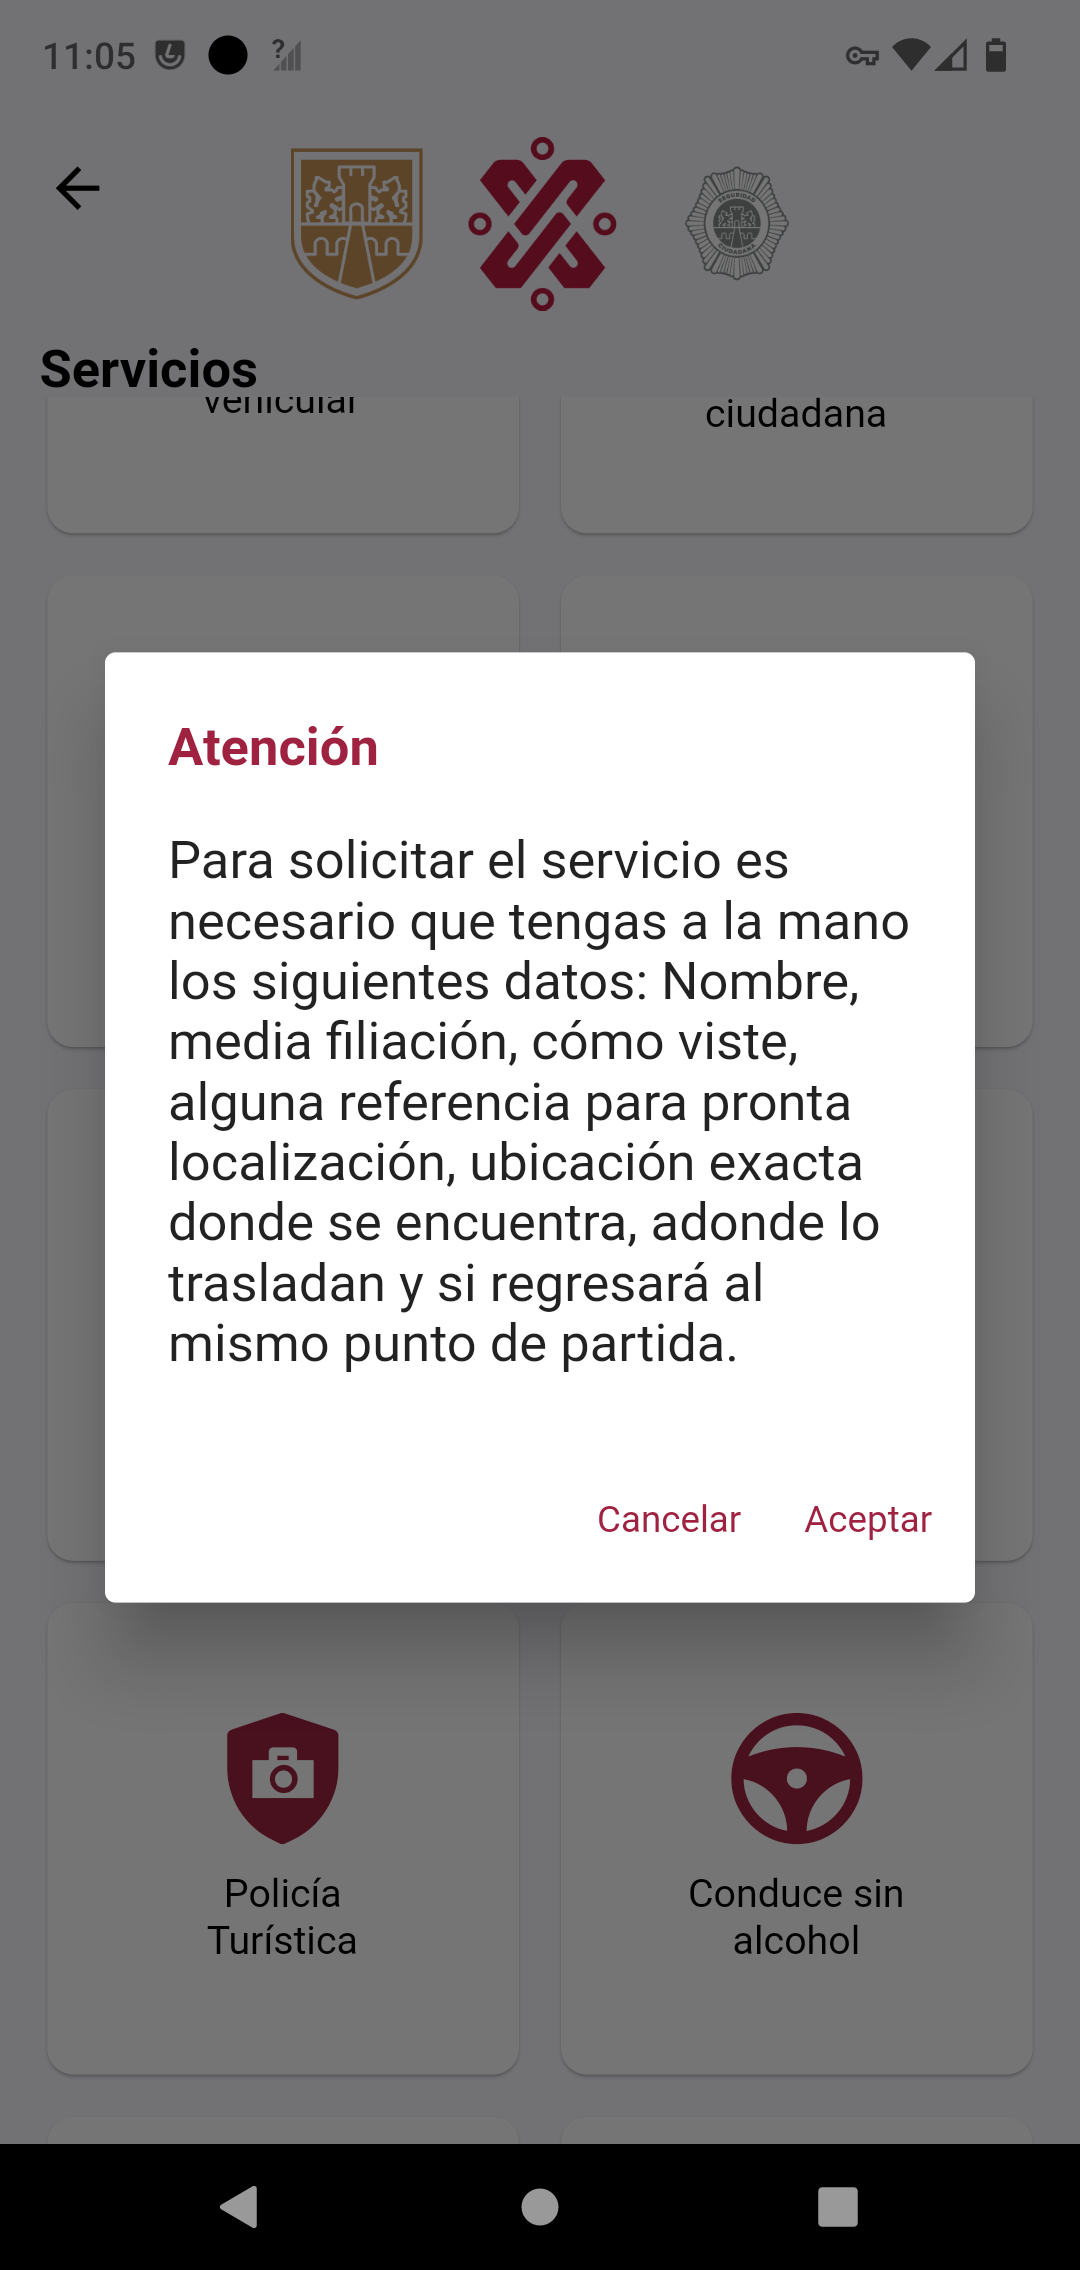 11:05
Servicios
vehicular
ciudadana
Atención
Para solicitar el servicio es
necesario que tengas a la mano
los siguientes datos: Nombre,
media filiación, cómo viste,
alguna referencia para pronta
localización, ubicación exacta
donde se encuentra, adonde lo
trasladan y si regresará al
mismo punto de partida.
Cancelar Aceptar
Policía
Turística
Conduce sin
alcohol